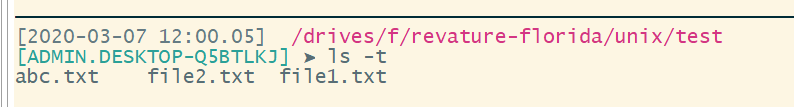 [2020-03-07 12:00.05]  /drives/f/revature-florida/unix/test
[ADMIN.DESKTOP-Q5BTLKJ] ➤ ls -t
abc.txt    file2.txt  file1.txt